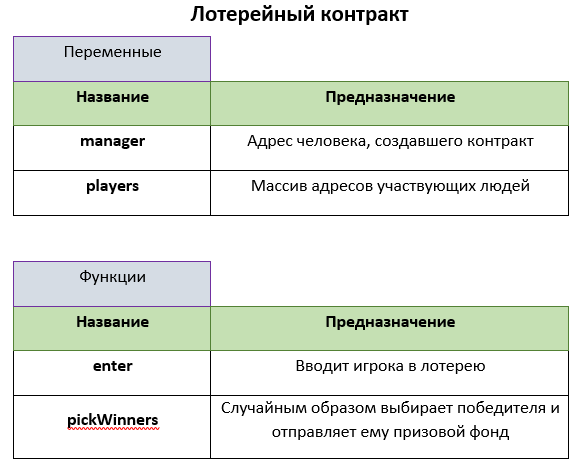 Лотерейный контракт
Переменные
Название Предназначение
manager Адрес человека, создавшего контракт
players Массив адресов участвующих людей
Функции
Название Предназначение
enter Вводит игрока в лотерею
pickWinners Случайным образом выбирает победителя и
отправляет ему призовой фонд